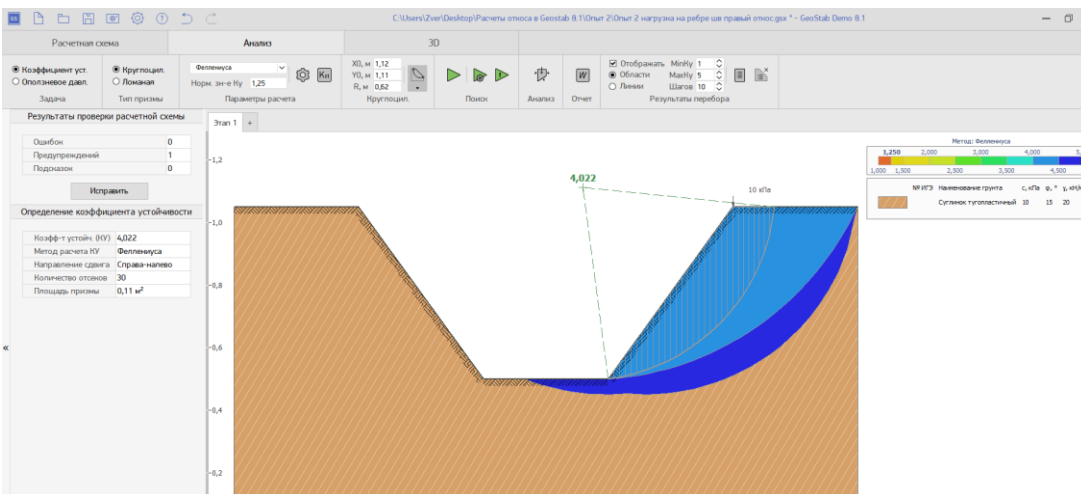 GS
C:\Users\Zver\Desktop\Расчеты откоса в Geostab 8.1\Опыт 2\Опыт 2 нагрузка на ребре шв правый откос.gsx * - GeoStab Demo 8.1
Расчетная схема Анализ 3D
Коэффициент уст.
Оползневое давл.
Задача
Круглоцил.
Ломаная
Тип призмы
Феллениуса
Норм. зн-е Ку 1,25
Кн
Параметры расчета
X0, м 1,12
Y0, м 1,11
R, м 0,62
Круглоцил.
Поиск
Анализ
W
Отчет
Отображать MinКу 1
Области MaxКу 5
Линии Шагов 10
Результаты перебора
Результаты проверки расчетной схемы
Ошибок 0
Предупреждений 1
Подсказок 0
Исправить
Определение коэффициента устойчивости
Коэфф-т устойч. (КУ) 4,022
Метод расчета КУ Феллениуса
Направление сдвига Справа-налево
Количество отсеков 30
Площадь призмы 0,11 м²
«
Этап 1 +
-1,2
-1,0
-0,8
-0,6
-0,4
-0,2
4,022
10 кПа
Метод: Феллениуса
1,250 2,000 3,000 4,000
1,000 1,500 2,500 3,500 4,500
№ ИГЭ Наименование грунта с, кПа φ, ° γ, кН/
Суглинок тугопластичный 10 15 20